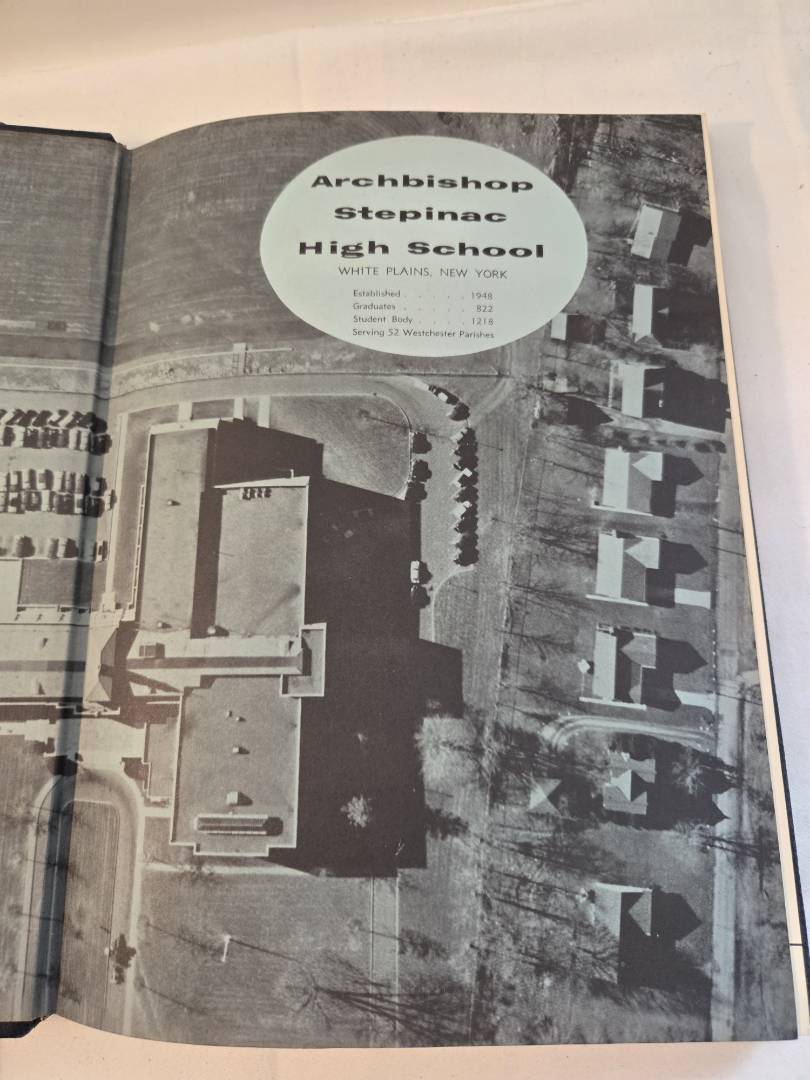 Archbishop
Stepinac
High School
WHITE PLAINS, NEW YORK
Established . . . . . 1948
Graduates . . . . . . 822
Student Body . . . . 1218
Serving 52 Westchester Parishes